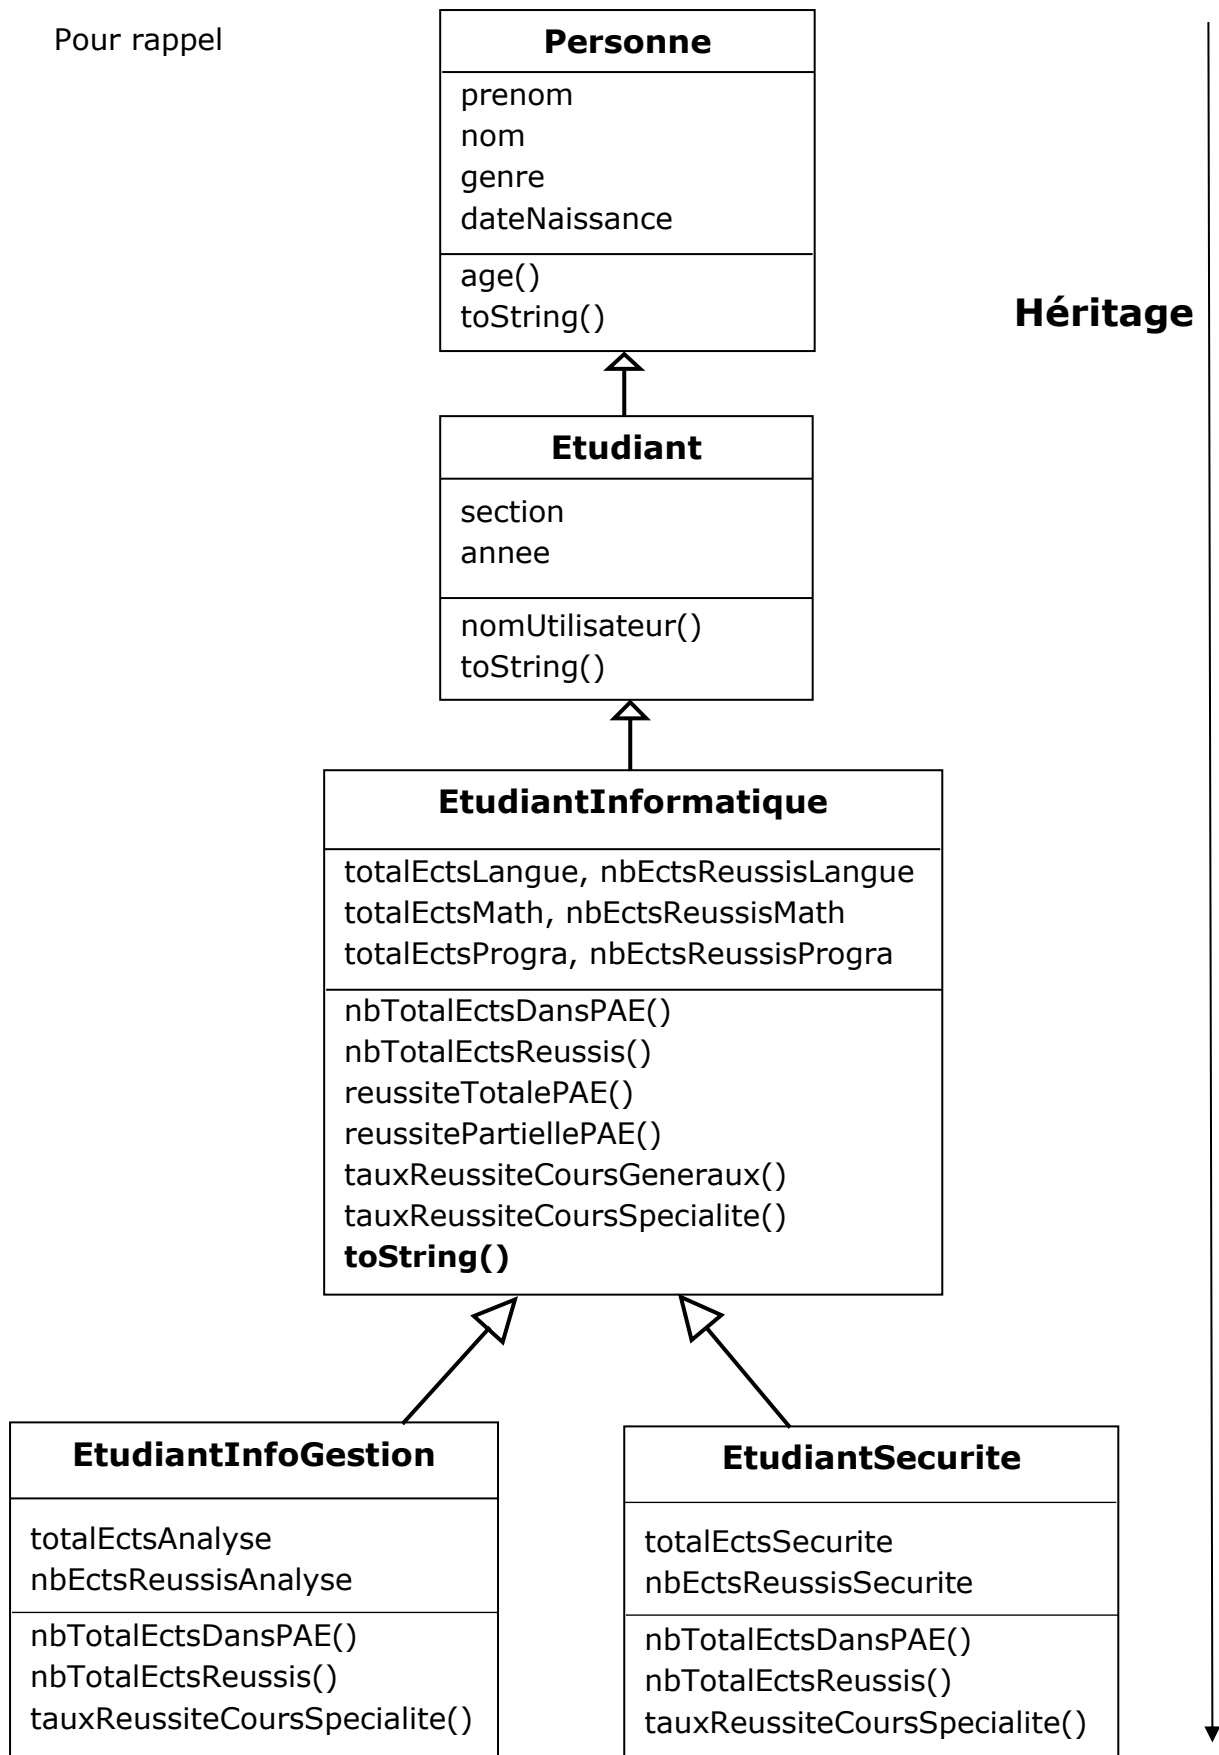 Pour rappel
Personne
prenom
nom
genre
dateNaissance
age()
toString()
Héritage
Etudiant
section
annee
nomUtilisateur()
toString()
EtudiantInformatique
totalEctsLangue, nbEctsReussisLangue
totalEctsMath, nbEctsReussisMath
totalEctsProgra, nbEctsReussisProgra
nbTotalEctsDansPAE()
nbTotalEctsReussis()
reussiteTotalePAE()
reussitePartiellePAE()
tauxReussiteCoursGeneraux()
tauxReussiteCoursSpecialite()
toString()
EtudiantInfoGestion
totalEctsAnalyse
nbEctsReussisAnalyse
nbTotalEctsDansPAE()
nbTotalEctsReussis()
tauxReussiteCoursSpecialite()
EtudiantSecurite
totalEctsSecurite
nbEctsReussisSecurite
nbTotalEctsDansPAE()
nbTotalEctsReussis()
tauxReussiteCoursSpecialite()